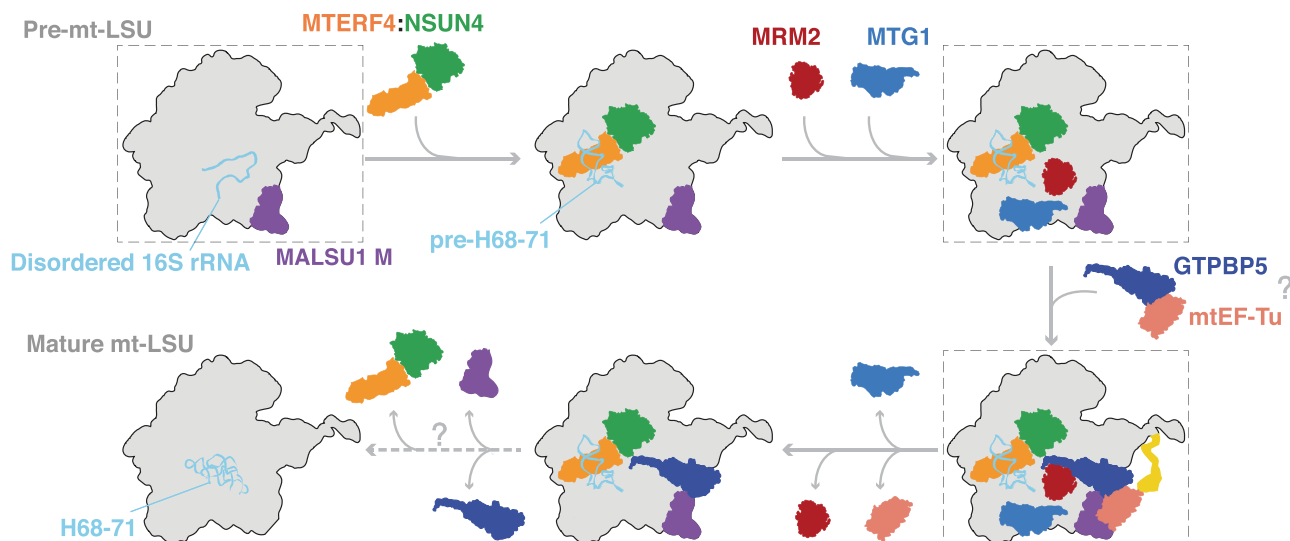 Pre-mt-LSU
MTERF4:NSUN4
MRM2
MTG1
Disordered 16S rRNA
MALSU1 M
pre-H68-71
GTPBP5
?
mtEF-Tu
Mature mt-LSU
?
H68-71